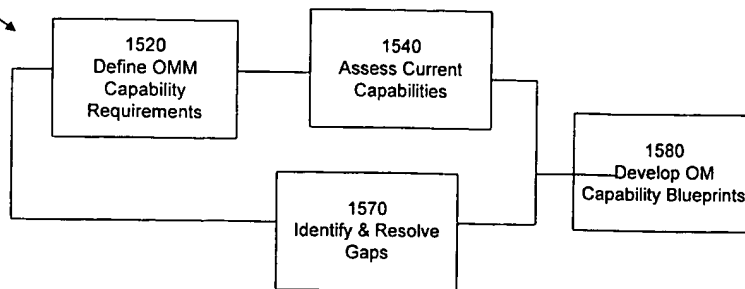 1520
Define OMM
Capability
Requirements
1540
Assess Current
Capabilities
1570
Identify & Resolve
Gaps
1580
Develop OM
Capability Blueprints